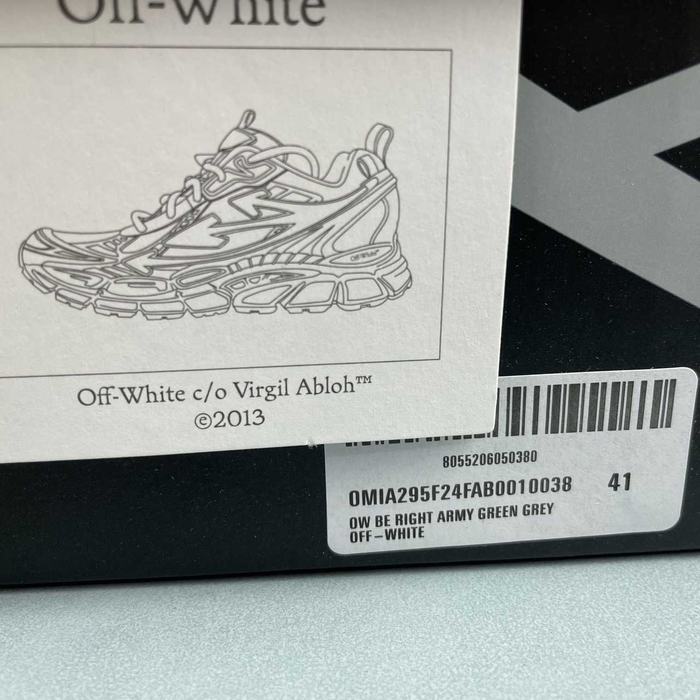 Off-White
Off-White c/o Virgil Abloh™
©2013
8055206050380
OMIA295F24FAB0010038 41
OW BE RIGHT ARMY GREEN GREY
OFF-WHITE